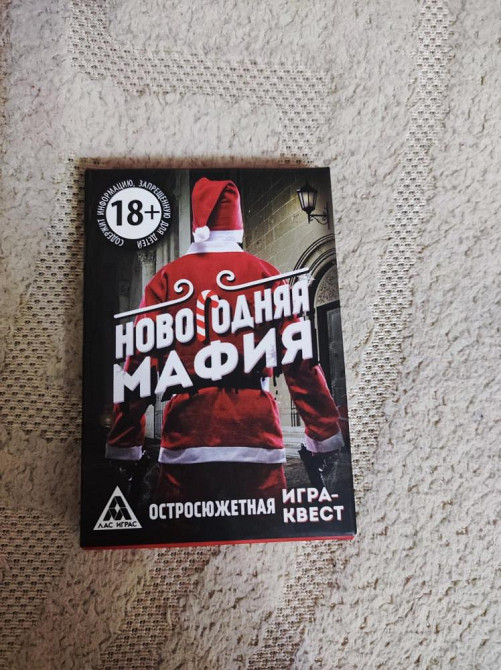 СОДЕРЖИТ ИНФОРМАЦИЮ, ЗАПРЕЩЕННУЮ ДЛЯ ДЕТЕЙ
18+
НОВОГОДНЯЯ
МАФИЯ
ОСТРОСЮЖЕТНАЯ ИГРА-
КВЕСТ
ЛАС ИГРАС